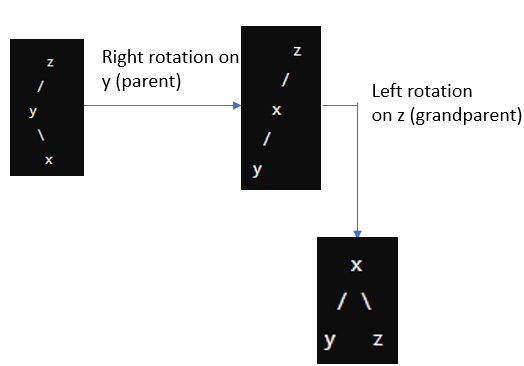 z
/
y
\
x
Right rotation on
y (parent)
z
/
x
/
y
Left rotation
on z (grandparent)
x
/ \
y z